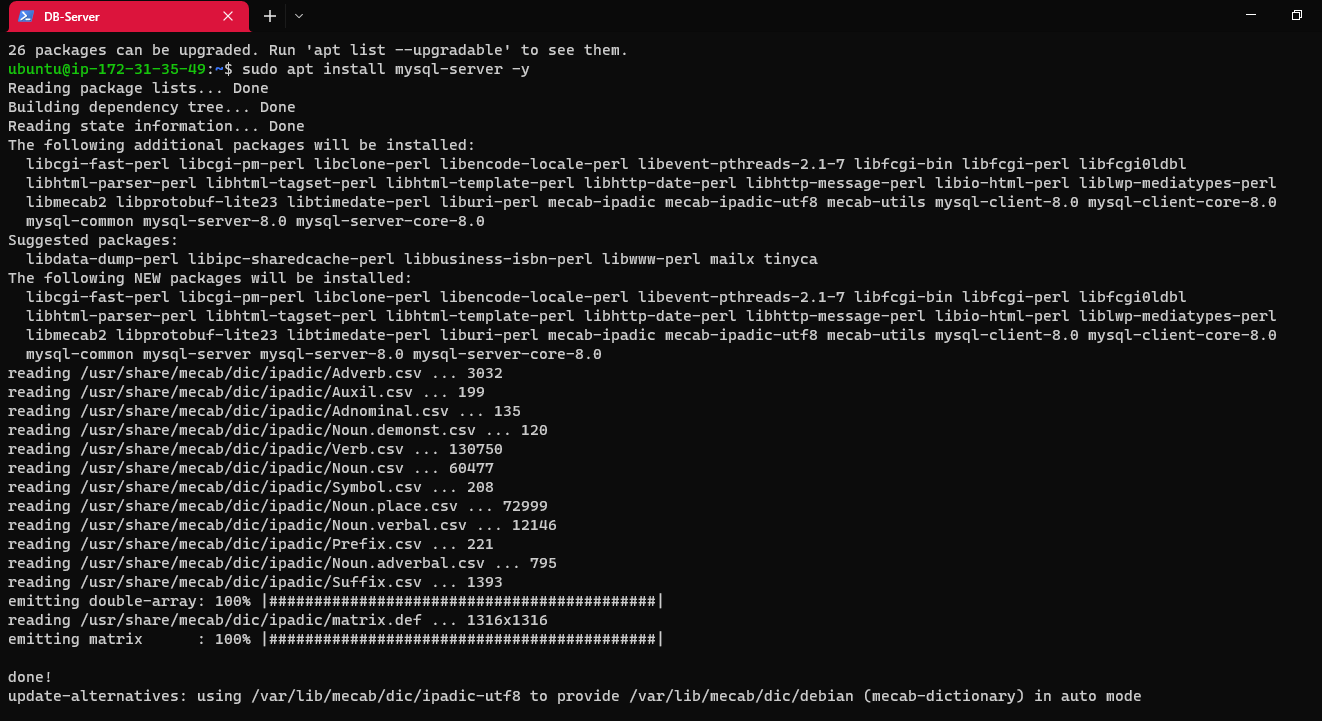 DB-Server
26 packages can be upgraded. Run 'apt list --upgradable' to see them.
ubuntu@ip-172-31-35-49:~$ sudo apt install mysql-server -y
Reading package lists... Done
Building dependency tree... Done
Reading state information... Done
The following additional packages will be installed:
  libcgi-fast-perl libcgi-pm-perl libclone-perl libencode-locale-perl libevent-pthreads-2.1-7 libfcgi-bin libfcgi-perl libfcgi0ldbl
  libhtml-parser-perl libhtml-tagset-perl libhtml-template-perl libhttp-date-perl libhttp-message-perl libio-html-perl liblwp-mediatypes-perl
  libmecab2 libprotobuf-lite23 libtimedate-perl liburi-perl mecab-ipadic mecab-ipadic-utf8 mecab-utils mysql-client-8.0 mysql-client-core-8.0
  mysql-common mysql-server-8.0 mysql-server-core-8.0
Suggested packages:
  libdata-dump-perl libipc-sharedcache-perl libbusiness-isbn-perl libwww-perl mailx tinyca
The following NEW packages will be installed:
  libcgi-fast-perl libcgi-pm-perl libclone-perl libencode-locale-perl libevent-pthreads-2.1-7 libfcgi-bin libfcgi-perl libfcgi0ldbl
  libhtml-parser-perl libhtml-tagset-perl libhtml-template-perl libhttp-date-perl libhttp-message-perl libio-html-perl liblwp-mediatypes-perl
  libmecab2 libprotobuf-lite23 libtimedate-perl liburi-perl mecab-ipadic mecab-ipadic-utf8 mecab-utils mysql-client-8.0 mysql-client-core-8.0
  mysql-common mysql-server mysql-server-8.0 mysql-server-core-8.0
reading /usr/share/mecab/dic/ipadic/Adverb.csv ... 3032
reading /usr/share/mecab/dic/ipadic/Auxil.csv ... 199
reading /usr/share/mecab/dic/ipadic/Adnominal.csv ... 135
reading /usr/share/mecab/dic/ipadic/Noun.demonst.csv ... 120
reading /usr/share/mecab/dic/ipadic/Verb.csv ... 130750
reading /usr/share/mecab/dic/ipadic/Noun.csv ... 60477
reading /usr/share/mecab/dic/ipadic/Symbol.csv ... 208
reading /usr/share/mecab/dic/ipadic/Noun.place.csv ... 72999
reading /usr/share/mecab/dic/ipadic/Noun.verbal.csv ... 12146
reading /usr/share/mecab/dic/ipadic/Prefix.csv ... 221
reading /usr/share/mecab/dic/ipadic/Noun.adverbal.csv ... 795
reading /usr/share/mecab/dic/ipadic/Suffix.csv ... 1393
emitting double-array: 100% |###########################################|
reading /usr/share/mecab/dic/ipadic/matrix.def ... 1316x1316
emitting matrix      : 100% |###########################################|
done!
update-alternatives: using /var/lib/mecab/dic/ipadic-utf8 to provide /var/lib/mecab/dic/debian (mecab-dictionary) in auto mode